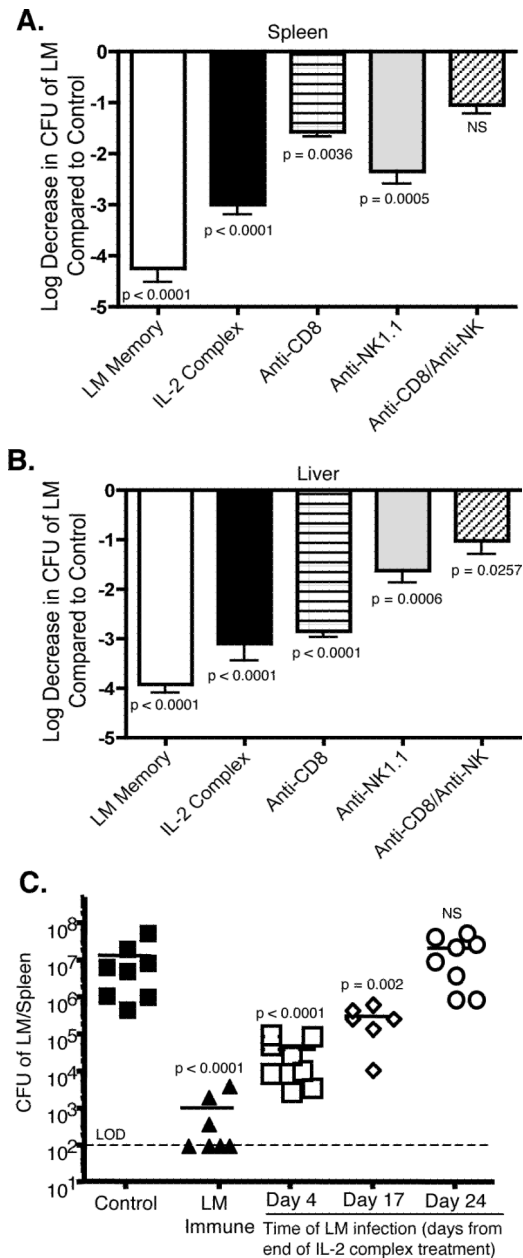 A.
Spleen
Log Decrease in CFU of LM
Compared to Control
0
-1
-2
-3
-4
-5
p < 0.0001
p < 0.0001
p = 0.0036
p = 0.0005
NS
LM Memory
IL-2 Complex
Anti-CD8
Anti-NK1.1
Anti-CD8/Anti-NK
B.
Liver
Log Decrease in CFU of LM
Compared to Control
0
-1
-2
-3
-4
-5
p < 0.0001
p < 0.0001
p < 0.0001
p = 0.0006
p = 0.0257
LM Memory
IL-2 Complex
Anti-CD8
Anti-NK1.1
Anti-CD8/Anti-NK
C.
CFU of LM/Spleen
10⁸
10⁷
10⁶
10⁵
10⁴
10³
10²
10¹
LOD
p < 0.0001
p < 0.0001
p = 0.002
NS
Control
LM
Immune
Day 4
Day 17
Day 24
Time of LM infection (days from
end of IL-2 complex treatment)